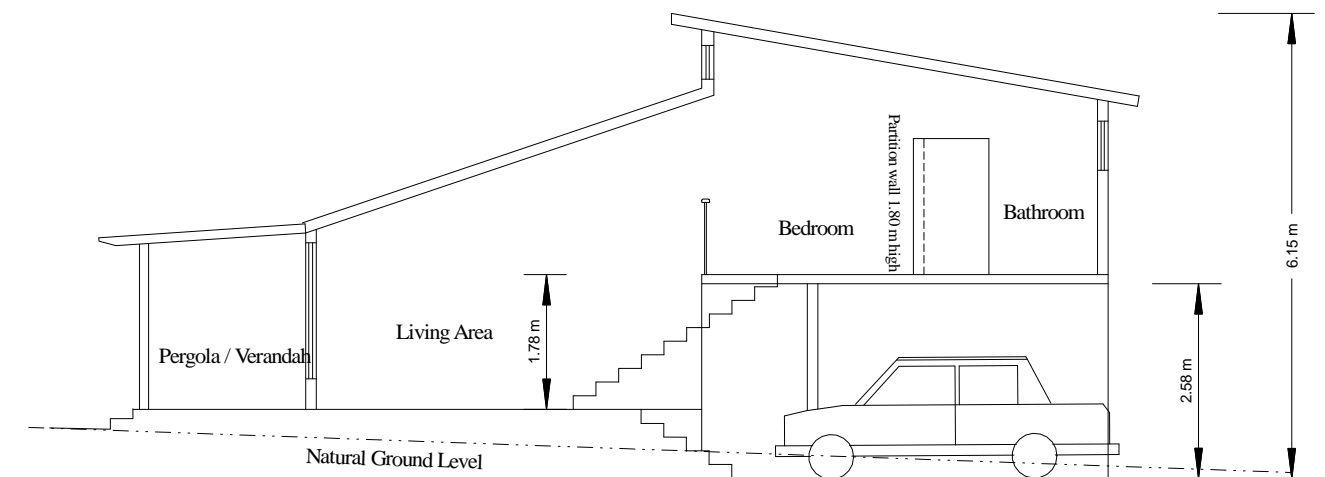 Partition wall 1.80 m high
Bedroom
Bathroom
6.15 m
Living Area
1.78 m
Pergola / Verandah
2.58 m
Natural Ground Level